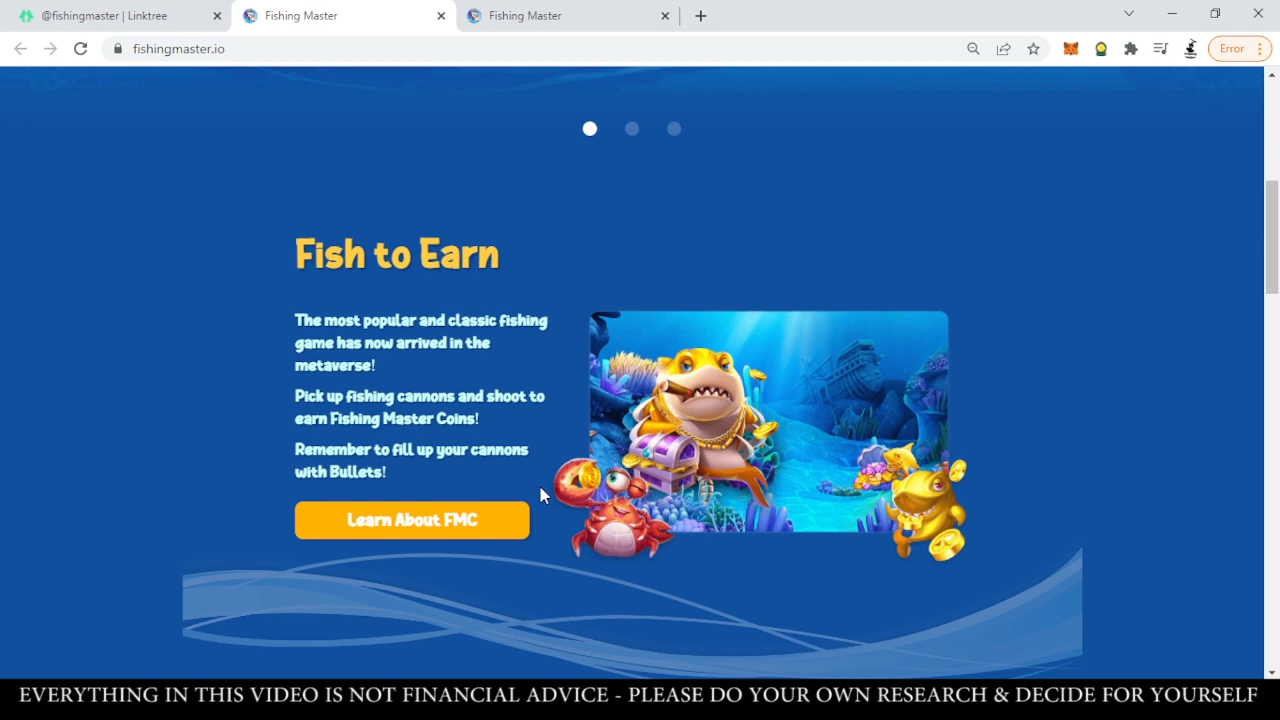 @fishingmaster | Linktree
Fishing Master
Fishing Master
fishingmaster.io
Error
Fish to Earn
The most popular and classic fishing
game has now arrived in the
metaverse!
Pick up fishing cannons and shoot to
earn Fishing Master Coins!
Remember to fill up your cannons
with Bullets!
Learn About FMC
EVERYTHING IN THIS VIDEO IS NOT FINANCIAL ADVICE - PLEASE DO YOUR OWN RESEARCH & DECIDE FOR YOURSELF